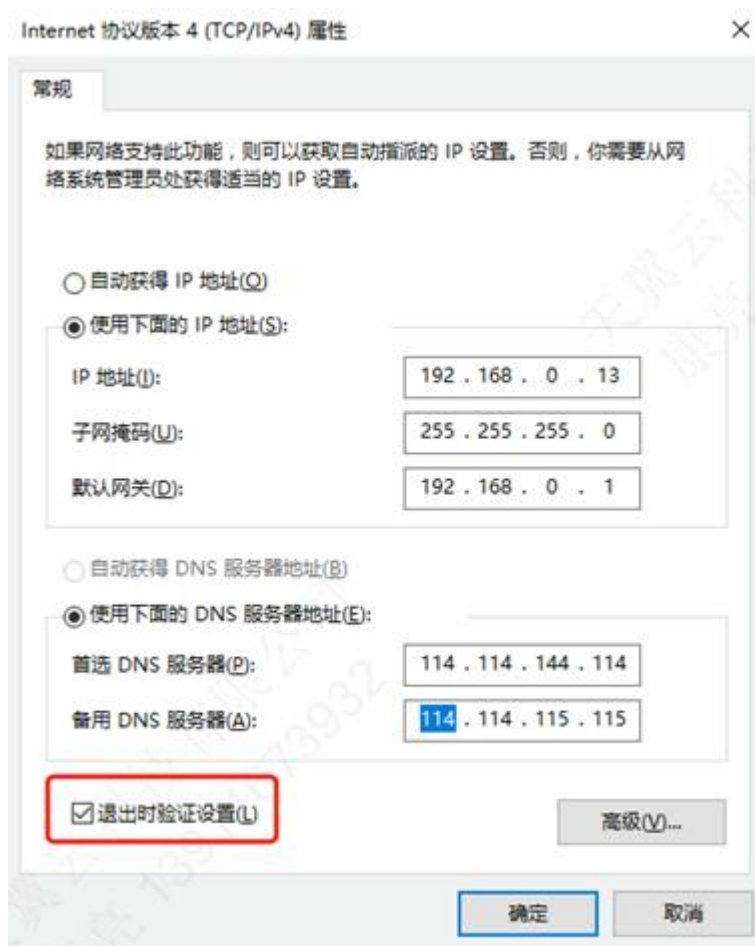 Internet 协议版本 4 (TCP/IPv4) 属性
常规
如果网络支持此功能，则可以获取自动指派的 IP 设置。否则，你需要从网
络系统管理员处获得适当的 IP 设置。
自动获得 IP 地址(O)
使用下面的 IP 地址(S):
IP 地址(I): 192 . 168 . 0 . 13
子网掩码(U): 255 . 255 . 255 . 0
默认网关(D): 192 . 168 . 0 . 1
自动获得 DNS 服务器地址(B)
使用下面的 DNS 服务器地址(E):
首选 DNS 服务器(P): 114 . 114 . 144 . 114
备用 DNS 服务器(A): 114 . 114 . 115 . 115
退出时验证设置(L)
高级(V)...
确定 取消